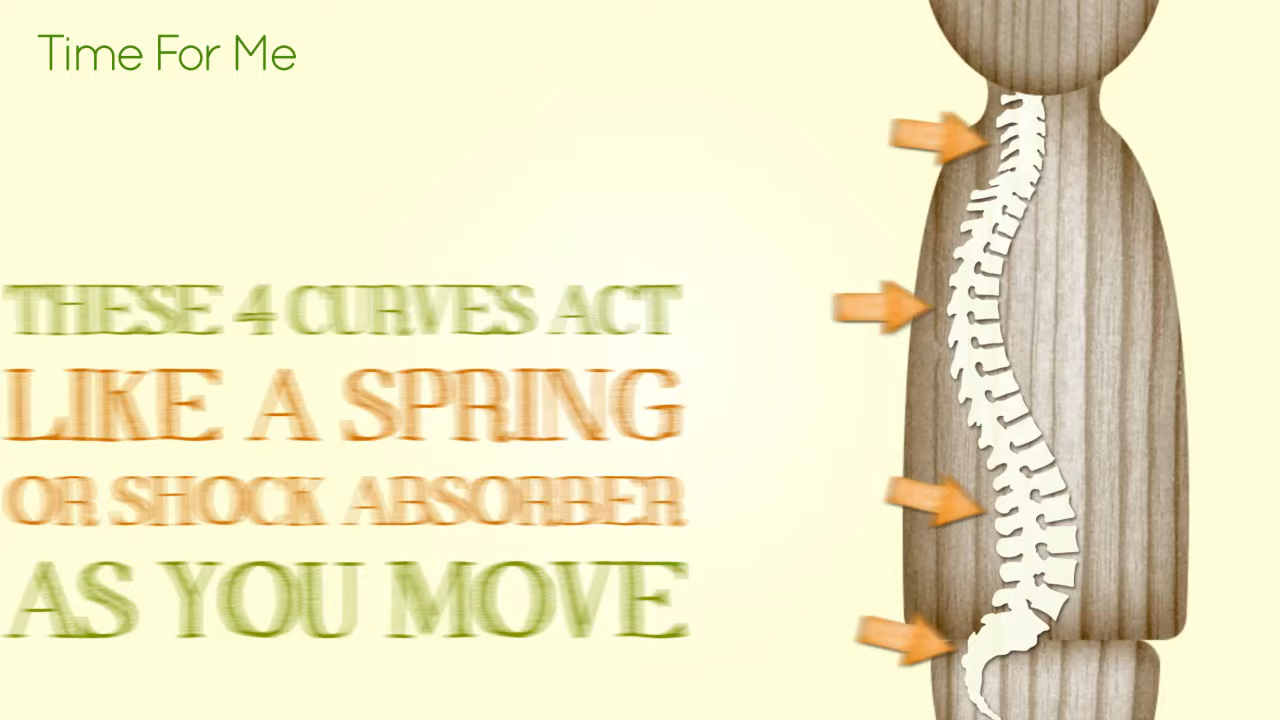 Time For Me
THESE 4 CURVES ACT
LIKE A SPRING
OR SHOCK ABSORBER
AS YOU MOVE